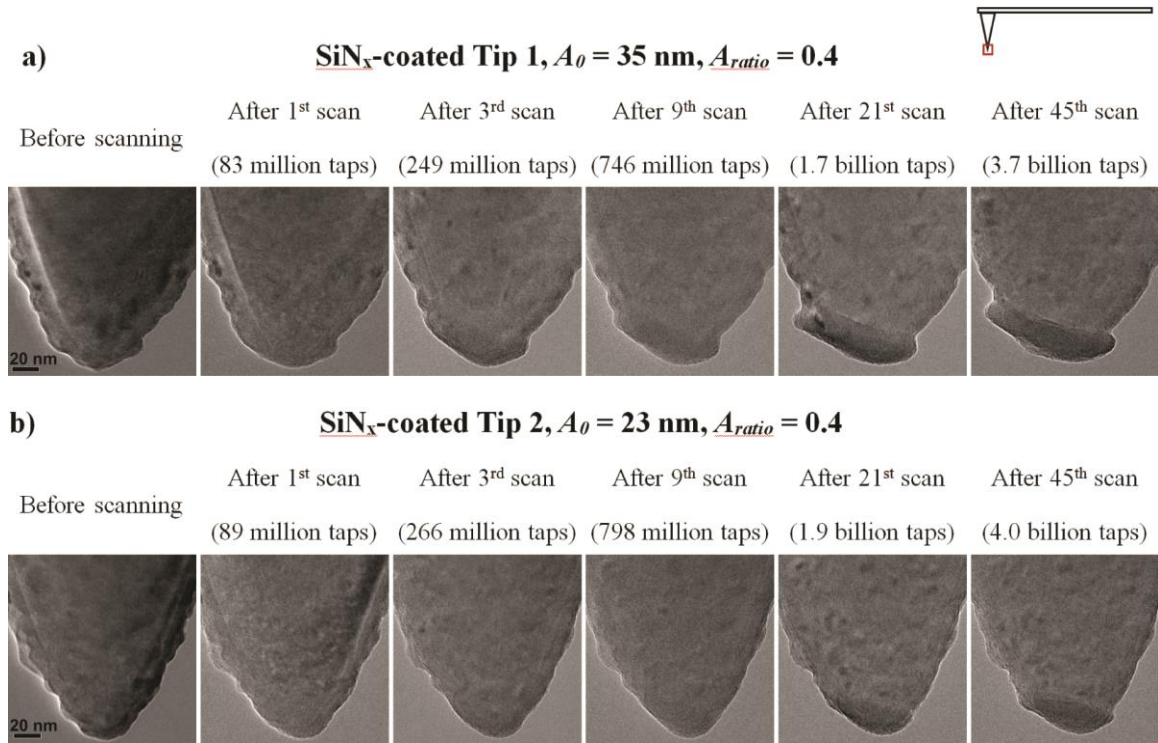 a)
SiNx-coated Tip 1, A0 = 35 nm, Aratio = 0.4
Before scanning
After 1st scan
(83 million taps)
After 3rd scan
(249 million taps)
After 9th scan
(746 million taps)
After 21st scan
(1.7 billion taps)
After 45th scan
(3.7 billion taps)
20 nm
b)
SiNx-coated Tip 2, A0 = 23 nm, Aratio = 0.4
Before scanning
After 1st scan
(89 million taps)
After 3rd scan
(266 million taps)
After 9th scan
(798 million taps)
After 21st scan
(1.9 billion taps)
After 45th scan
(4.0 billion taps)
20 nm